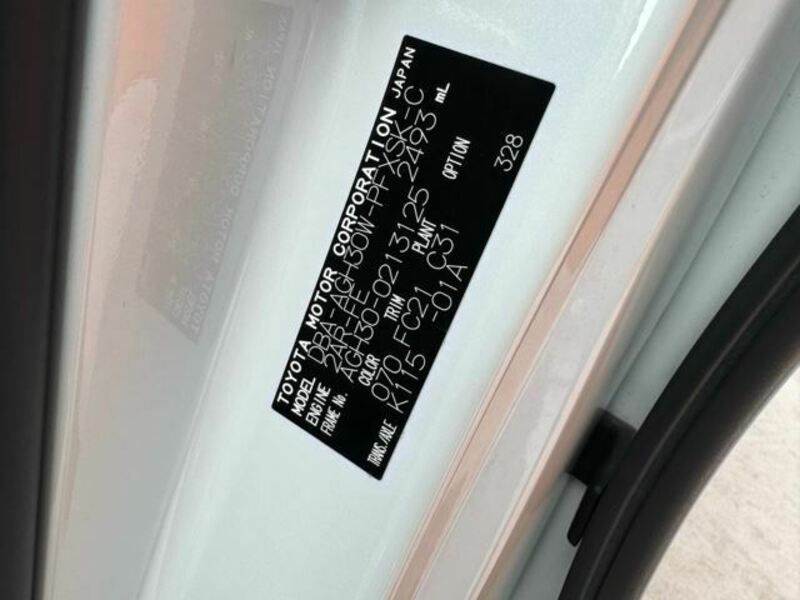 TOYOTA MOTOR CORPORATION JAPAN
MODEL DBA-AGH30W-PFXSK-C
ENGINE 2AR-FE 2493 mL
FRAME No. AGH30-0213125
COLOR TRIM PLANT OPTION
070 FC21 C31 328
TRANS./AXLE K115 -01A